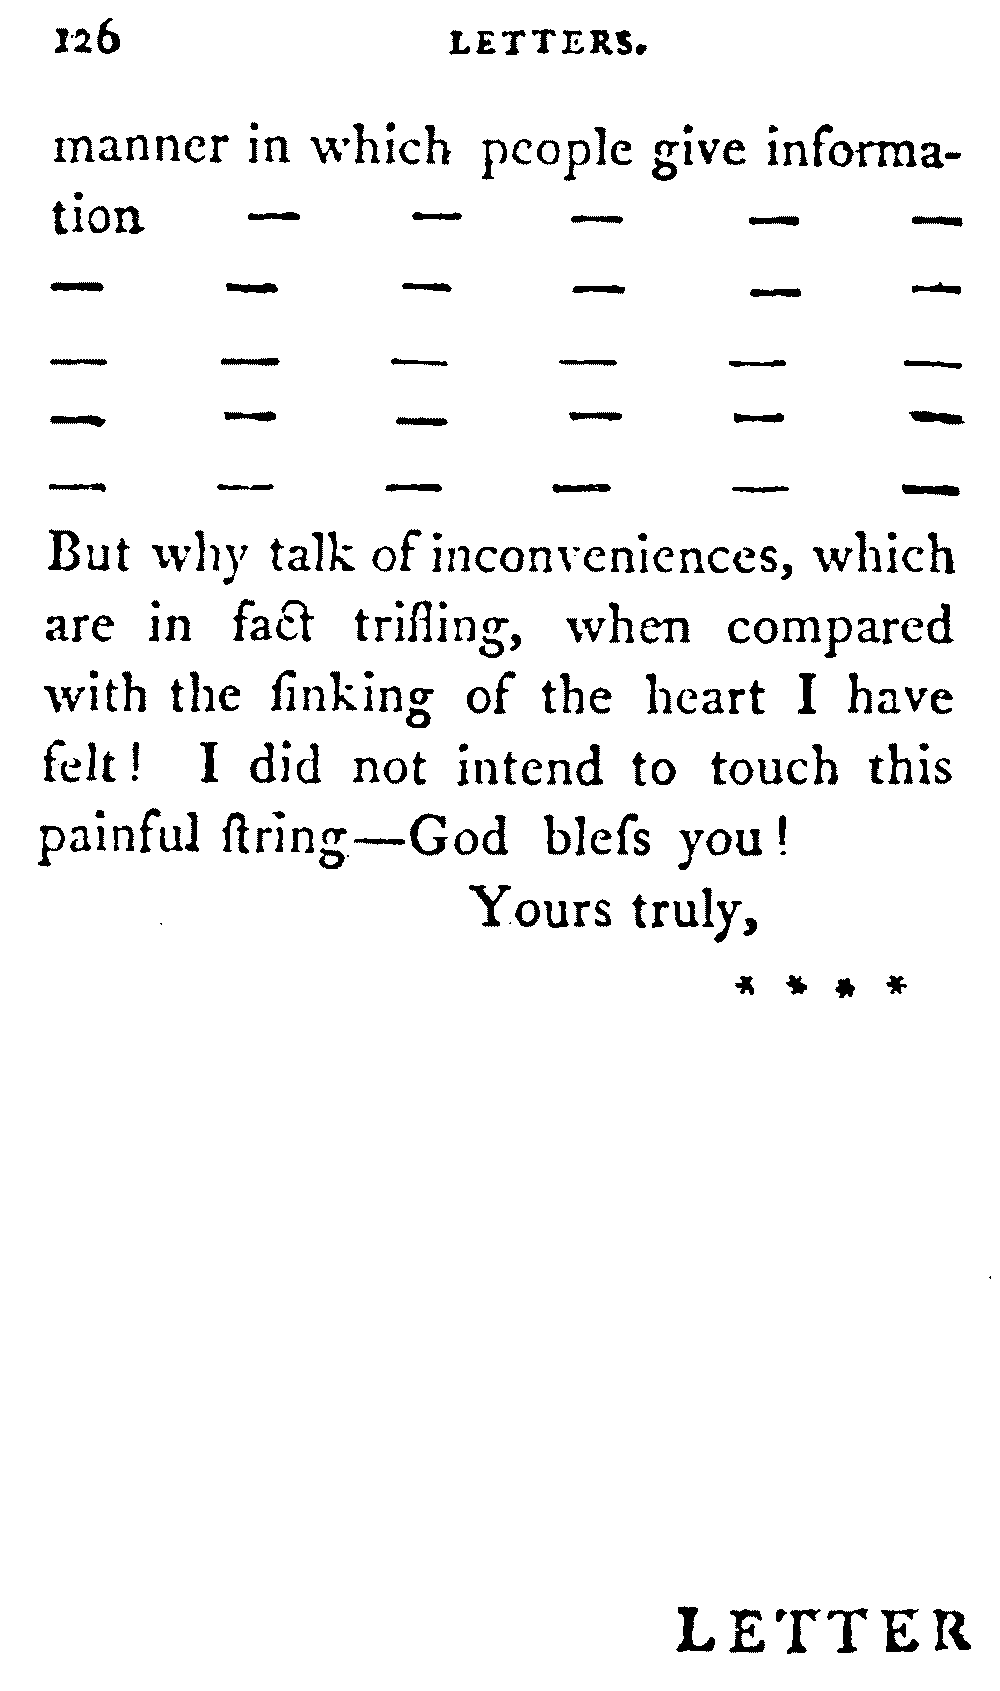 126 LETTERS.
manner in which people give informa-
tion — — — — —
— — — — — —
— — — — — —
— — — — — —
— — — — — —
But why talk of inconveniences, which
are in fact trifling, when compared
with the ſinking of the heart I have
felt! I did not intend to touch this
painful ſtring—God bleſs you!
Yours truly,
* * * *
LETTER